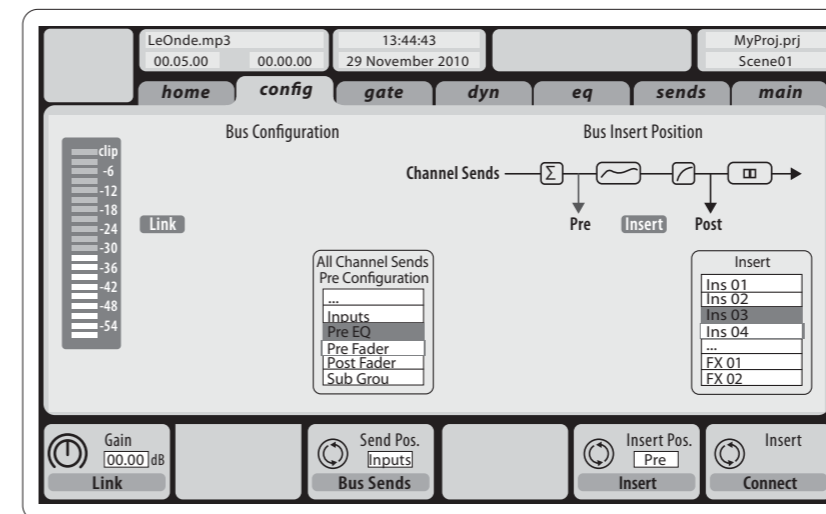 LeOnde.mp3
00.05.00 00.00.00
13:44:43
29 November 2010
MyProj.prj
Scene01
home config gate dyn eq sends main
Bus Configuration
Bus Insert Position
clip
-6
-12
-18
-24
-30
-36
-42
-48
-54
Link
Channel Sends
Σ
Pre Insert Post
All Channel Sends
Pre Configuration
...
Inputs
Pre EQ
Pre Fader
Post Fader
Sub Grou
Insert
Ins 01
Ins 02
Ins 03
Ins 04
...
FX 01
FX 02
Gain
00.00 dB
Link
Send Pos.
Inputs
Bus Sends
Insert Pos.
Pre
Insert
Insert
Connect